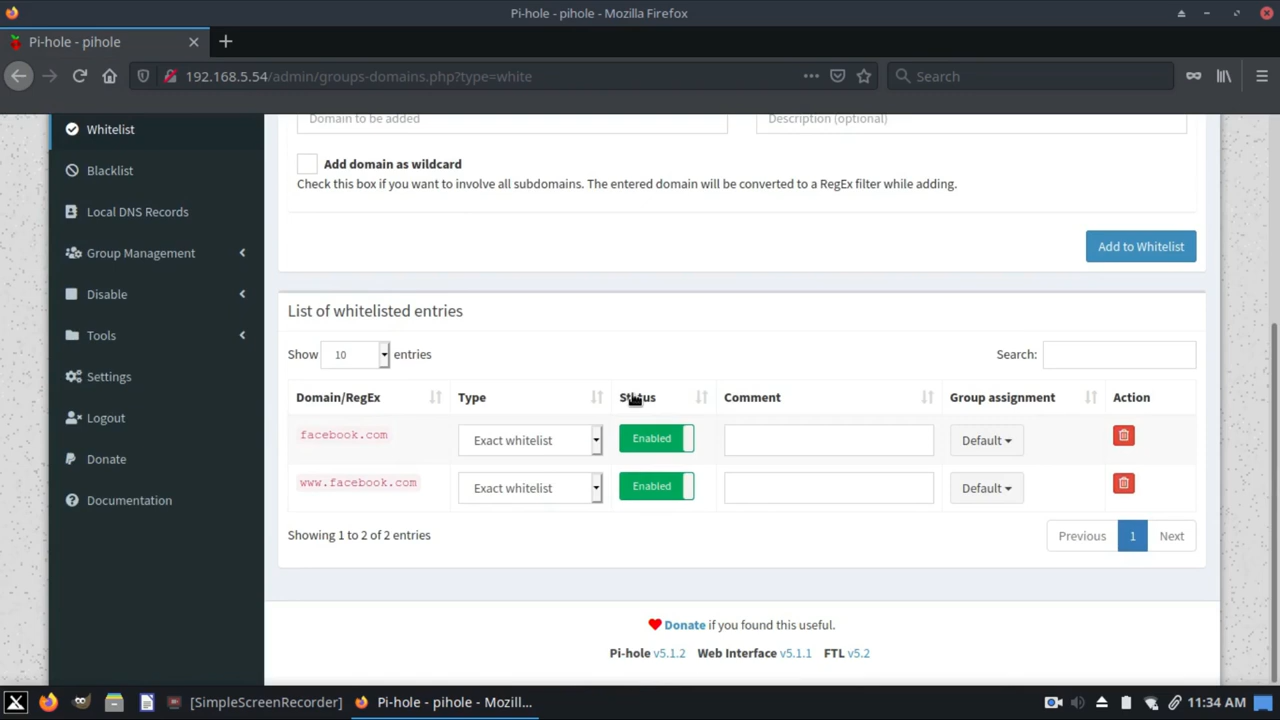 Pi-hole - pihole - Mozilla Firefox
Pi-hole - pihole
192.168.5.54/admin/groups-domains.php?type=white
Search
Whitelist
Blacklist
Local DNS Records
Group Management
Disable
Tools
Settings
Logout
Donate
Documentation
Domain to be added
Description (optional)
Add domain as wildcard
Check this box if you want to involve all subdomains. The entered domain will be converted to a RegEx filter while adding.
Add to Whitelist
List of whitelisted entries
Show 10 entries
Search:
Domain/RegEx Type Status Comment Group assignment Action
facebook.com Exact whitelist Enabled Default
www.facebook.com Exact whitelist Enabled Default
Showing 1 to 2 of 2 entries
Previous 1 Next
Donate if you found this useful.
Pi-hole v5.1.2 Web Interface v5.1.1 FTL v5.2
[SimpleScreenRecorder]
Pi-hole - pihole - Mozill...
11:34 AM